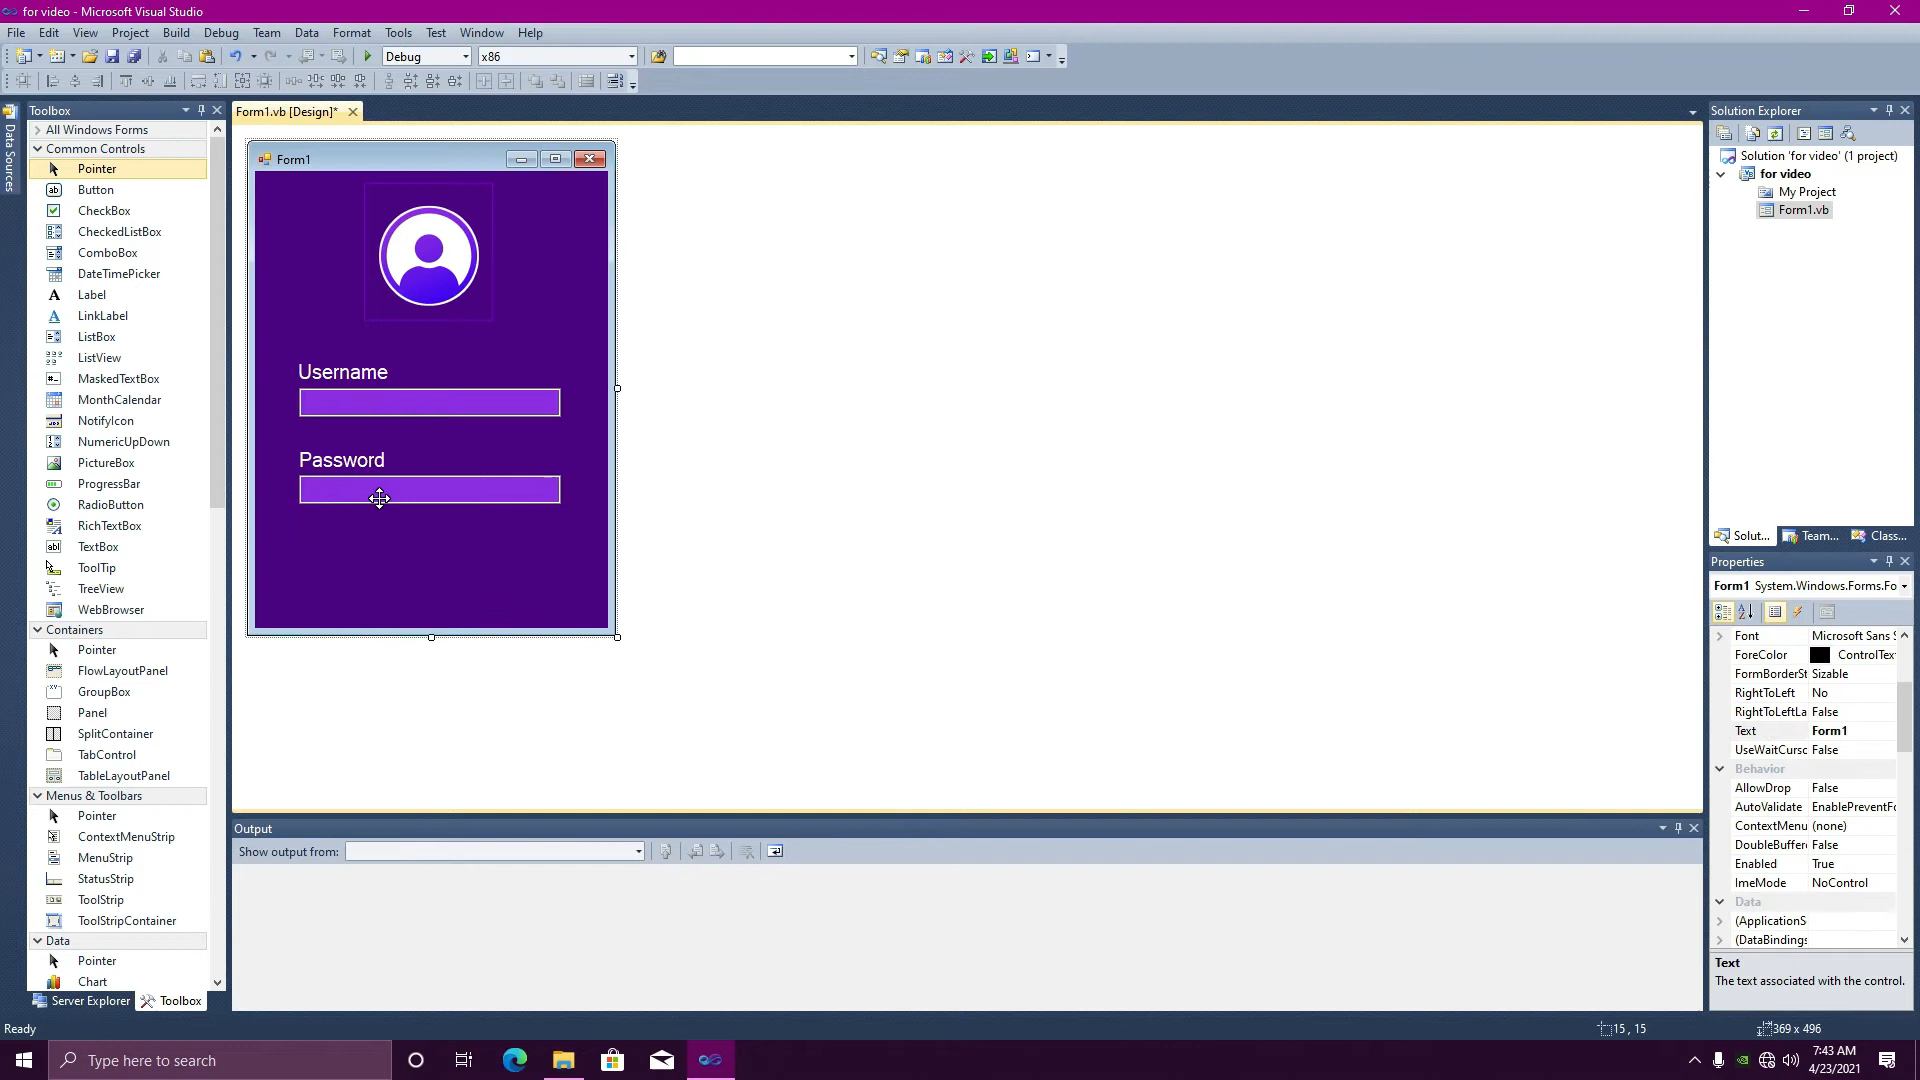 for video - Microsoft Visual Studio
File Edit View Project Build Debug Team Data Format Tools Test Window Help
Debug x86
Data Sources
Toolbox
All Windows Forms
Common Controls
Pointer
Button
CheckBox
CheckedListBox
ComboBox
DateTimePicker
Label
LinkLabel
ListBox
ListView
MaskedTextBox
MonthCalendar
NotifyIcon
NumericUpDown
PictureBox
ProgressBar
RadioButton
RichTextBox
TextBox
ToolTip
TreeView
WebBrowser
Containers
Pointer
FlowLayoutPanel
GroupBox
Panel
SplitContainer
TabControl
TableLayoutPanel
Menus & Toolbars
Pointer
ContextMenuStrip
MenuStrip
StatusStrip
ToolStrip
ToolStripContainer
Data
Pointer
Chart
Server Explorer Toolbox
Form1.vb [Design]*
Form1
Username
Password
Output
Show output from:
Solution Explorer
Solution 'for video' (1 project)
for video
My Project
Form1.vb
Solut... Team... Class...
Properties
Form1 System.Windows.Forms.Fo
Font Microsoft Sans S
ForeColor ControlTex
FormBorderSt Sizable
RightToLeft No
RightToLeftLa False
Text Form1
UseWaitCurso False
Behavior
AllowDrop False
AutoValidate EnablePreventFo
ContextMenu (none)
DoubleBuffere False
Enabled True
ImeMode NoControl
Data
(ApplicationS
(DataBindings
Text
The text associated with the control.
Ready 15 , 15 369 x 496
Type here to search
7:43 AM
4/23/2021